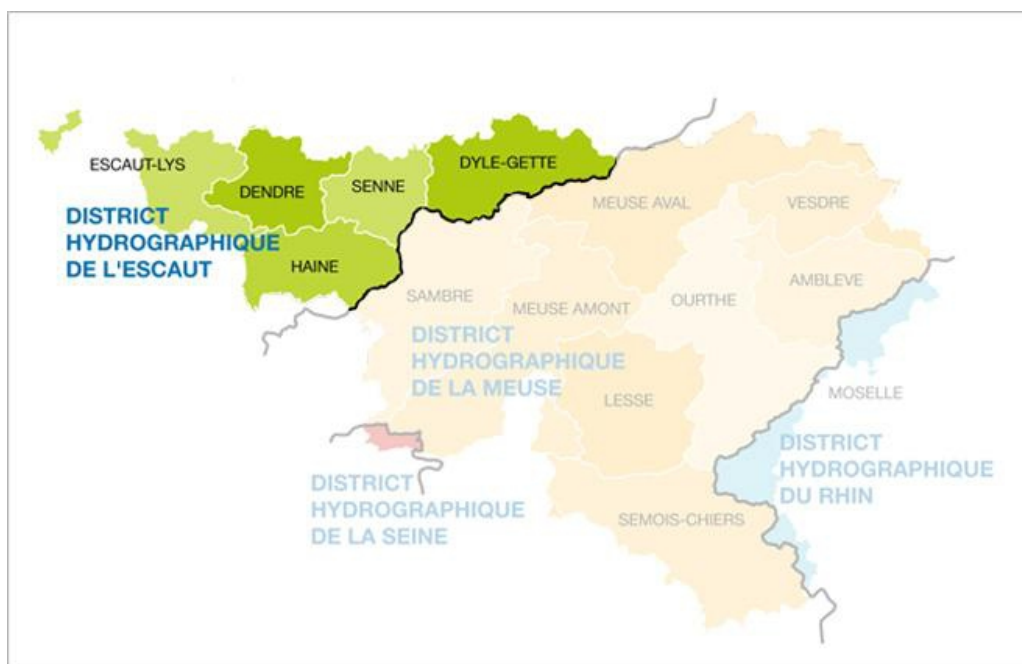 ESCAUT-LYS
DENDRE
SENNE
DYLE-GETTE
HAINE
DISTRICT
HYDROGRAPHIQUE
DE L'ESCAUT
MEUSE AVAL
VESDRE
AMBLEVE
SAMBRE
MEUSE AMONT
OURTHE
DISTRICT
HYDROGRAPHIQUE
DE LA MEUSE
LESSE
MOSELLE
DISTRICT
HYDROGRAPHIQUE
DU RHIN
DISTRICT
HYDROGRAPHIQUE
DE LA SEINE
SEMOIS-CHIERS